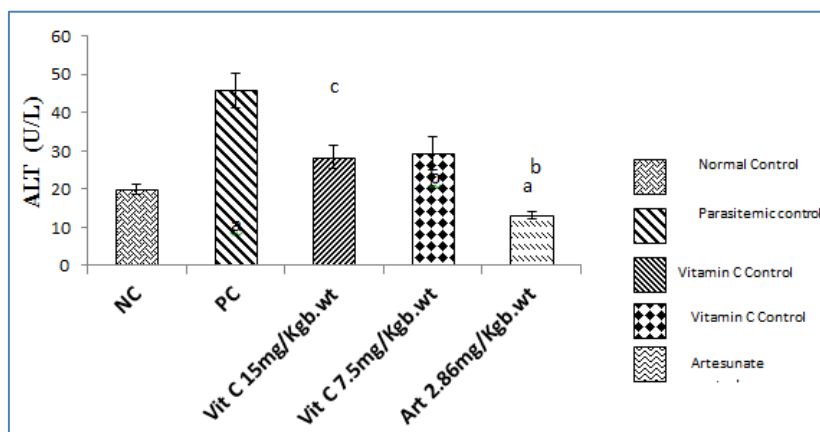 60
50
40
30
20
10
0
ALT (U/L)
c
b
a
a
NC
PC
Vit C 15mg/Kgb.wt
Vit C 7.5mg/Kgb.wt
Art 2.86mg/Kgb.wt
Normal Control
Parasitemic control
Vitamin C Control
Vitamin C Control
Artesunate